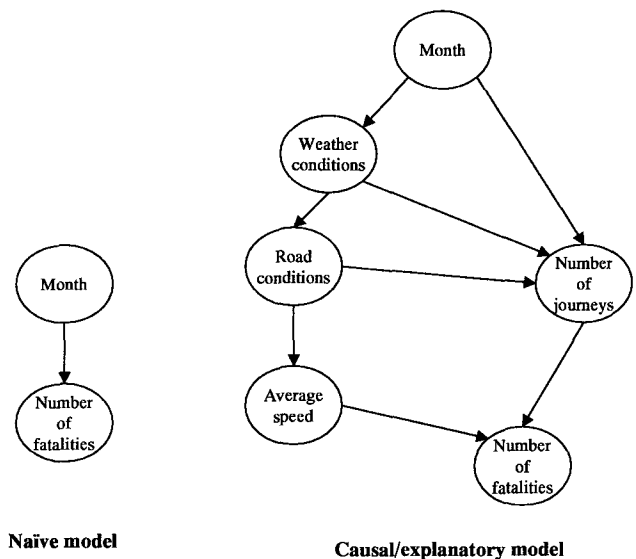 Month
Weather
conditions
Road
conditions
Number
of
journeys
Month
Average
speed
Number
of
fatalities
Number
of
fatalities
Naïve model
Causal/explanatory model